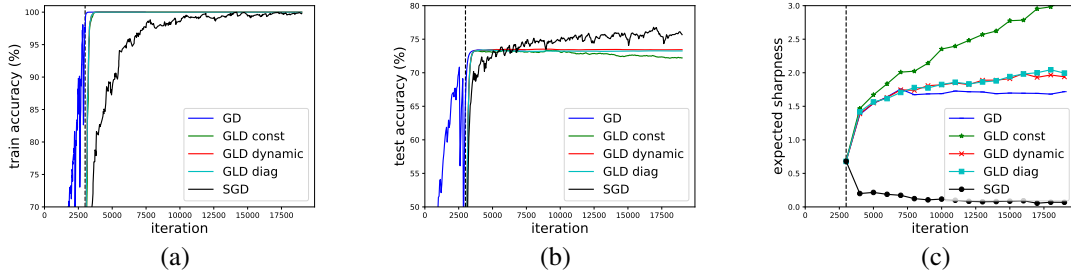 train accuracy (%)
100
95
90
85
80
75
70
0
2500
5000
7500
10000
12500
15000
17500
iteration
GD
GLD const
GLD dynamic
GLD diag
SGD
(a)
test accuracy (%)
80
75
70
65
60
55
50
0
2500
5000
7500
10000
12500
15000
17500
iteration
GD
GLD const
GLD dynamic
GLD diag
SGD
(b)
expected sharpness
3.0
2.5
2.0
1.5
1.0
0.5
0.0
0
2500
5000
7500
10000
12500
15000
17500
iteration
GD
GLD const
GLD dynamic
GLD diag
SGD
(c)